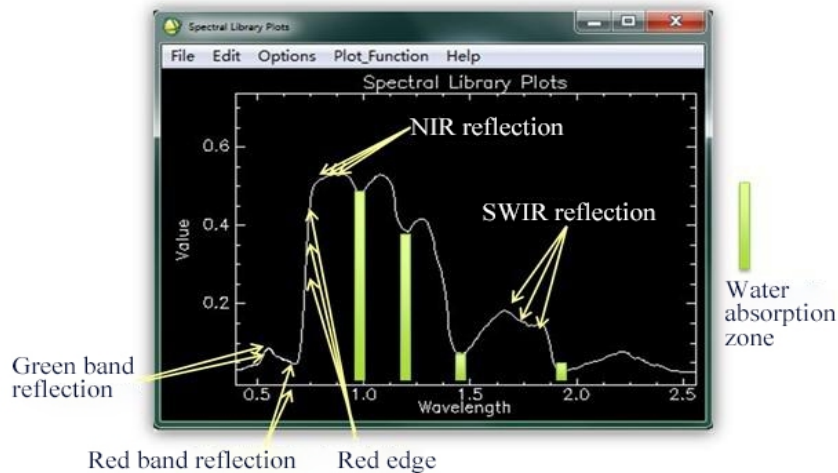 Spectral Library Plots
File Edit Options Plot_Function Help
Spectral Library Plots
NIR reflection
SWIR reflection
0.6
0.4
0.2
Value
0.5 1.0 1.5 2.0 2.5
Wavelength
Water
absorption
zone
Green band
reflection
Red band reflection
Red edge